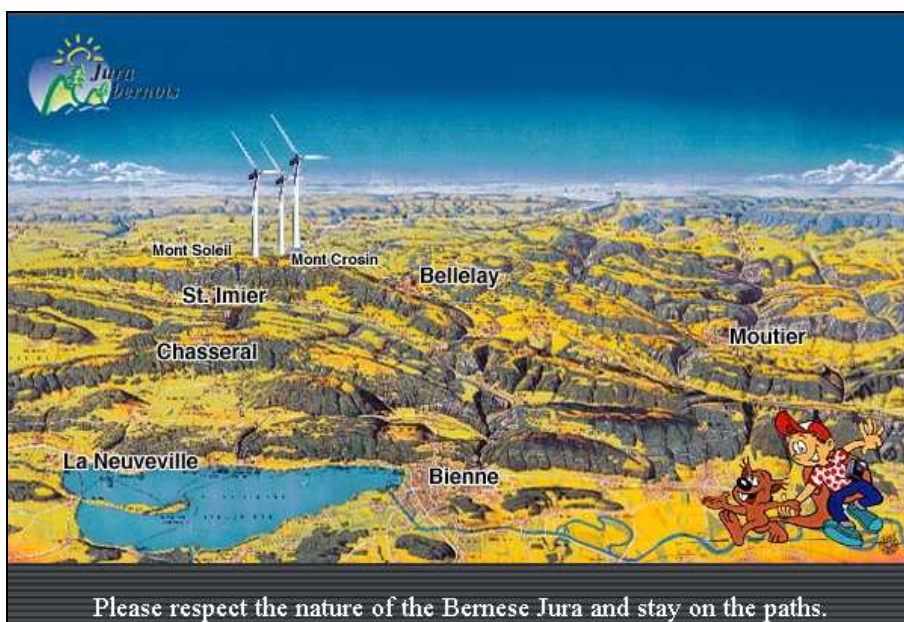 Jura
bernois
Mont Soleil
Mont Crosin
Bellelay
St. Imier
Moutier
Chasseral
La Neuveville
Bienne
Please respect the nature of the Bernese Jura and stay on the paths.